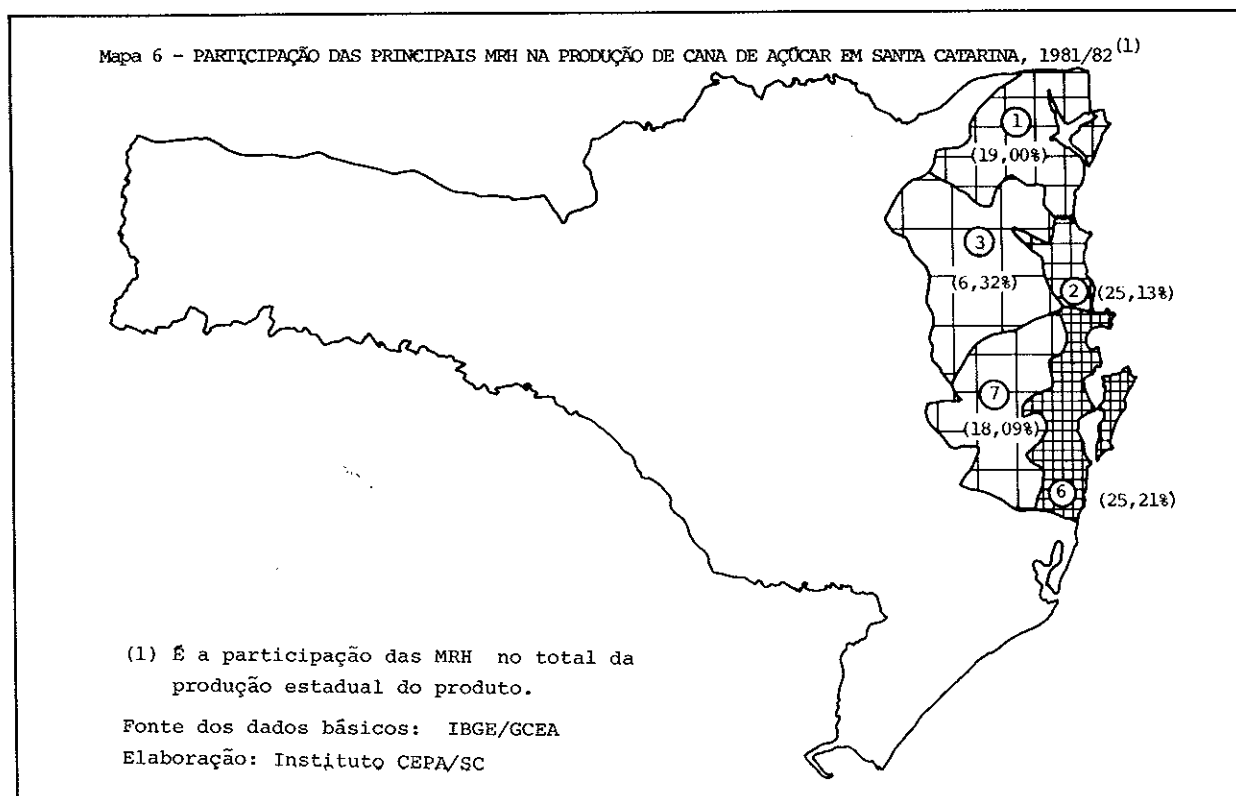 Mapa 6 - PARTICIPAÇÃO DAS PRINCIPAIS MRH NA PRODUÇÃO DE CANA DE AÇÚCAR EM SANTA CATARINA, 1981/82 (1)
1
(19,00%)
3
(6,32%)
2 (25,13%)
7
(18,09%)
6 (25,21%)
(1) É a participação das MRH no total da
produção estadual do produto.
Fonte dos dados básicos: IBGE/GCEA
Elaboração: Instituto CEPA/SC